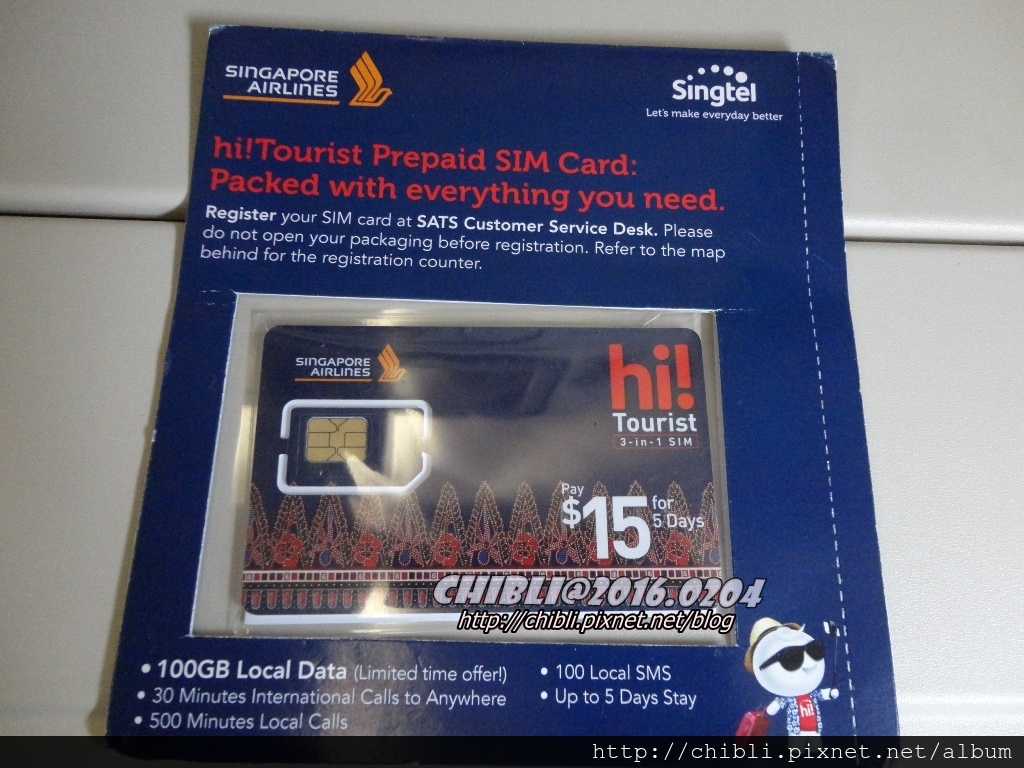 SINGAPORE
AIRLINES
Singtel
Let's make everyday better
hi!Tourist Prepaid SIM Card:
Packed with everything you need.
Register your SIM card at SATS Customer Service Desk. Please
do not open your packaging before registration. Refer to the map
behind for the registration counter.
SINGAPORE
AIRLINES
hi!
Tourist
3-in-1 SIM
Pay
$15 for
5 Days
CHIBLI@2016.0204
http://chibli.pixnet.net/blog
• 100GB Local Data (Limited time offer!)
• 30 Minutes International Calls to Anywhere
• 500 Minutes Local Calls
• 100 Local SMS
• Up to 5 Days Stay
http://chibli.pixnet.net/album